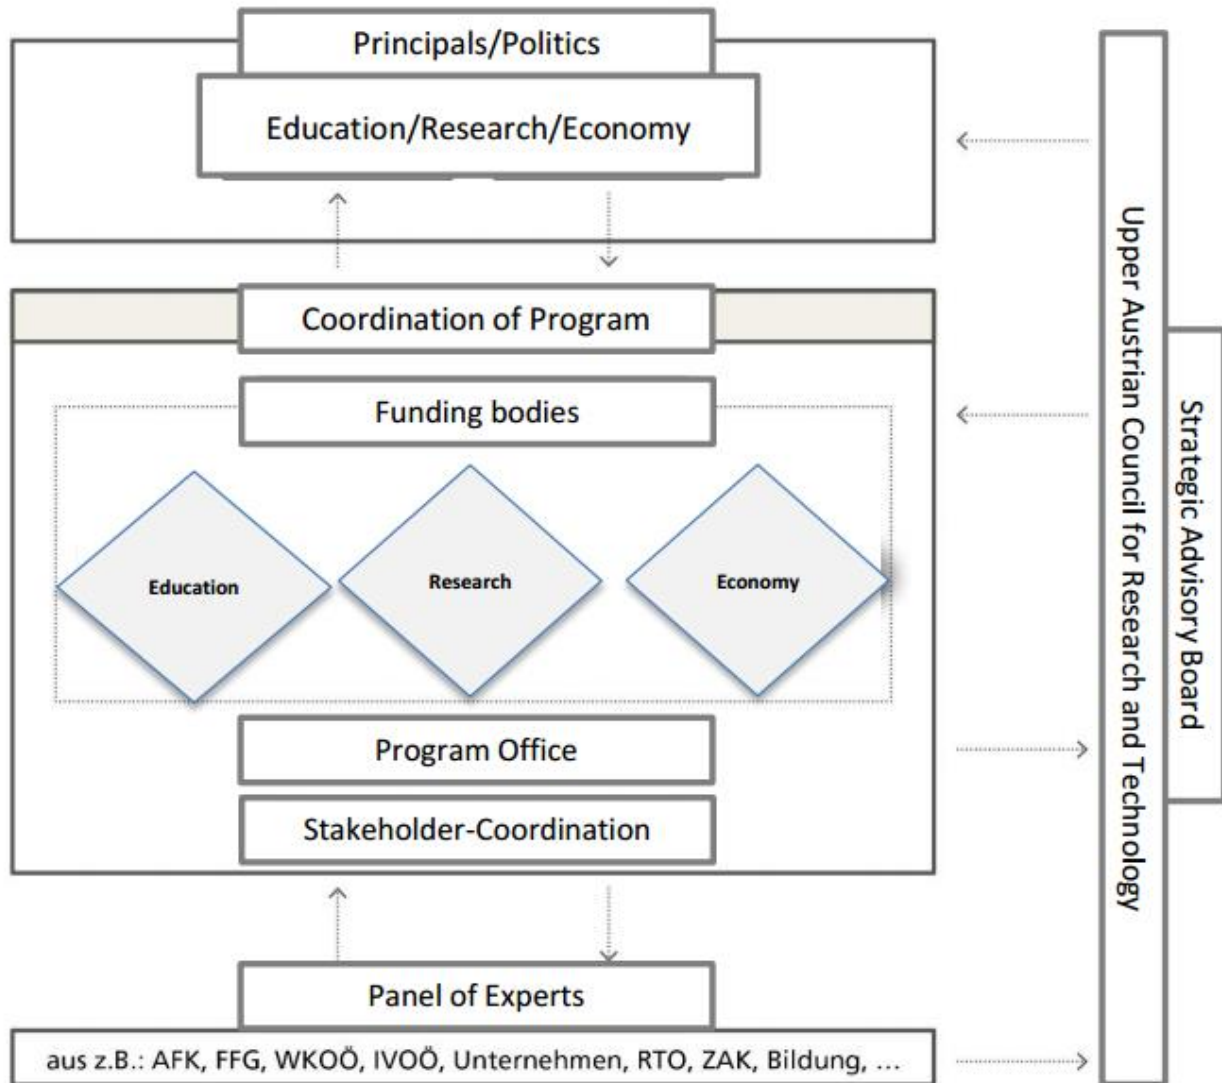 Principals/Politics
Education/Research/Economy
Coordination of Program
Funding bodies
Education
Research
Economy
Program Office
Stakeholder-Coordination
Panel of Experts
aus z.B.: AFK, FFG, WKOÖ, IVOÖ, Unternehmen, RTO, ZAK, Bildung, ...
Upper Austrian Council for Research and Technology
Strategic Advisory Board